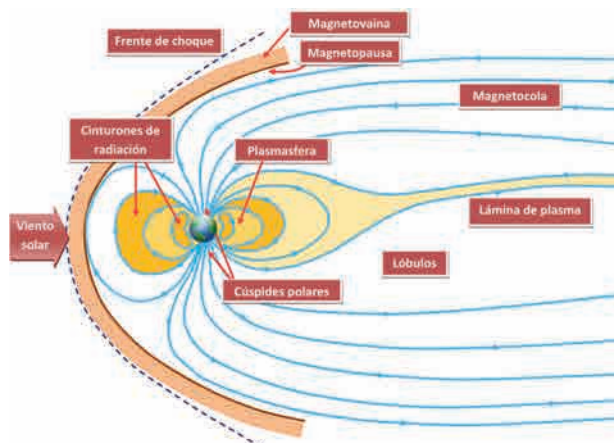 Magnetovaina
Frente de choque
Magnetopausa
Magnetocola
Cinturones de
radiación
Plasmasfera
Viento
solar
Lámina de plasma
Lóbulos
Cúspides polares